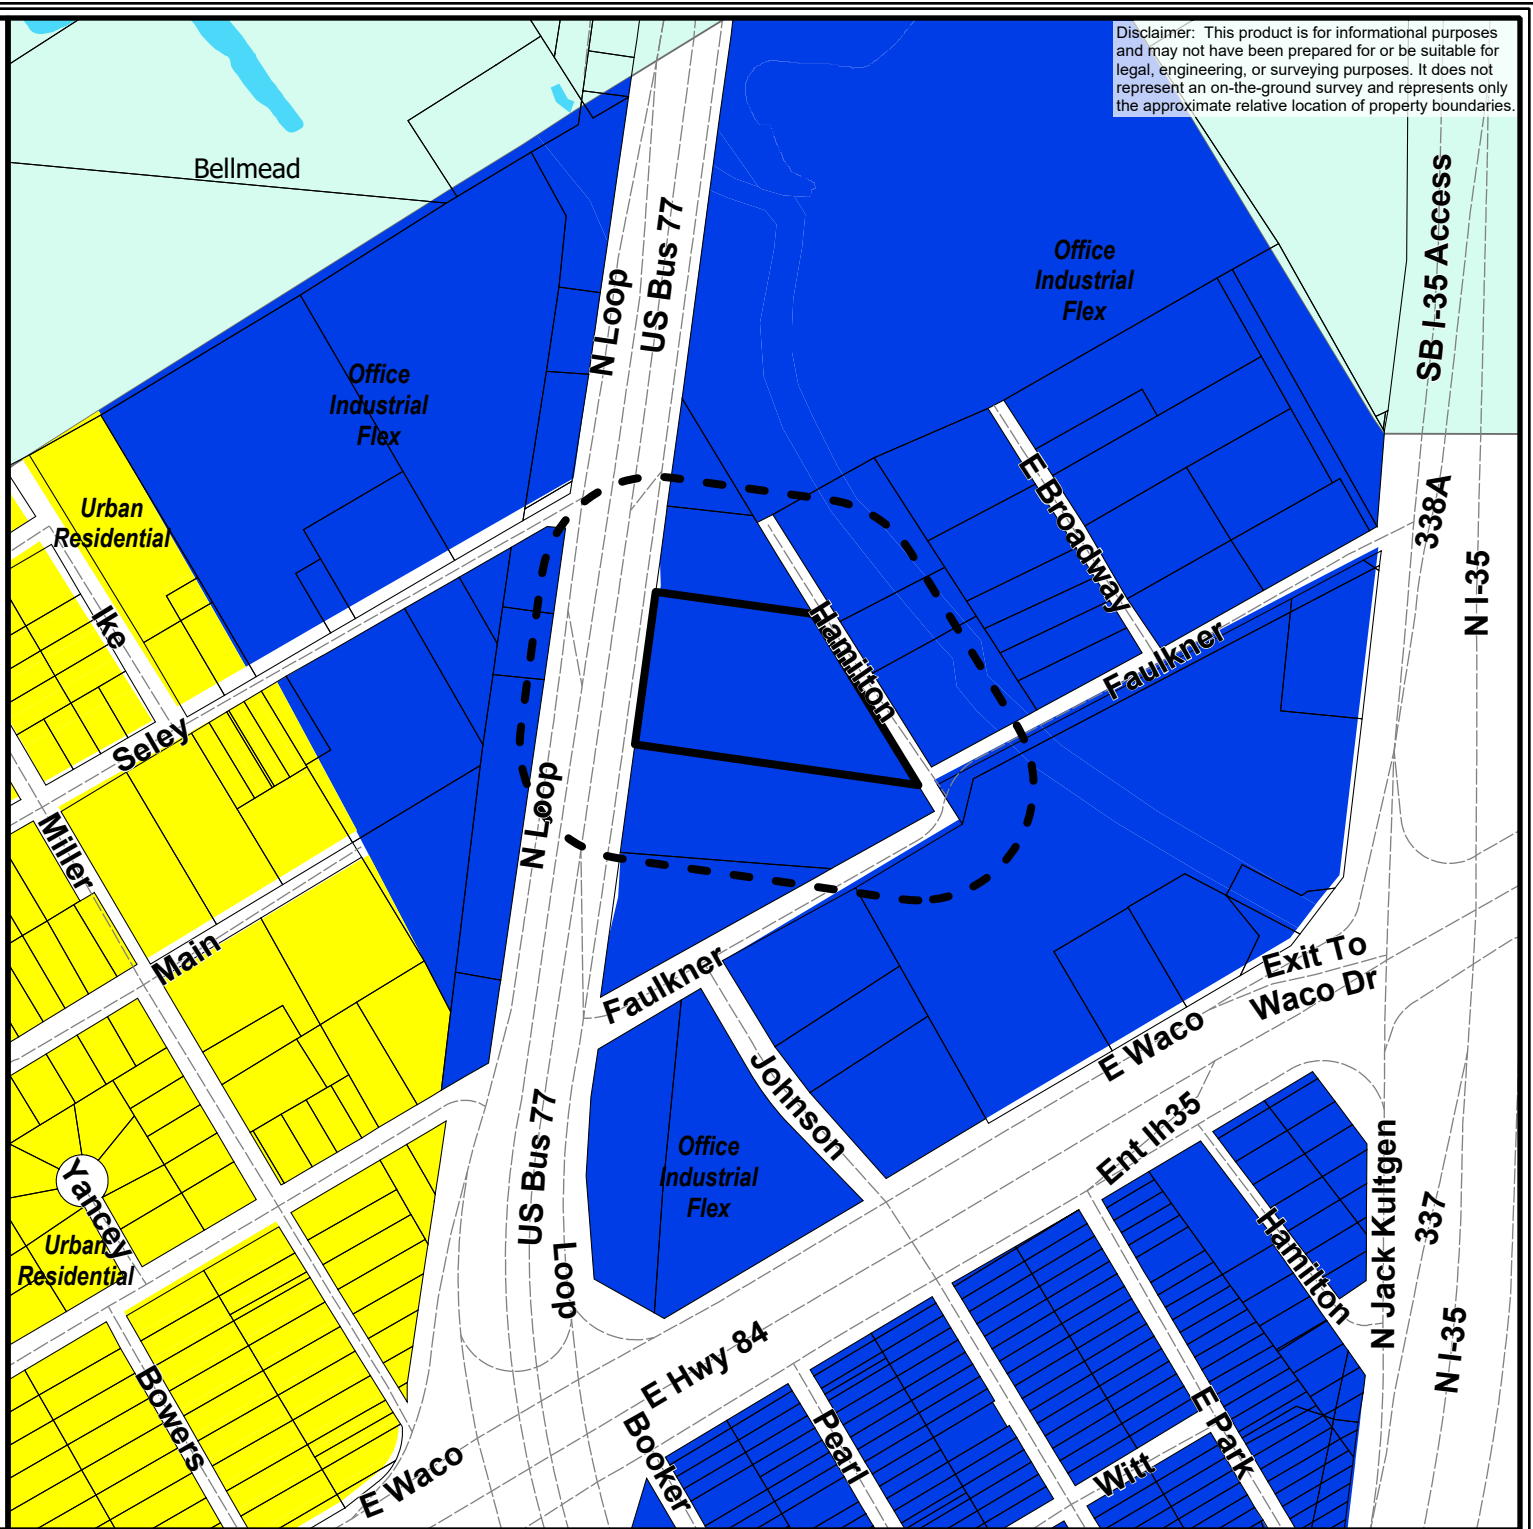 Disclaimer: This product is for informational purposes
and may not have been prepared for or be suitable for
legal, engineering, or surveying purposes. It does not
represent an on-the-ground survey and represents only
the approximate relative location of property boundaries.
Bellmead
SB I-35 Access
US Bus 77
N Loop
Office
Industrial
Flex
Office
Industrial
Flex
Urban
Residential
E Broadway
338A
N I-35
Ike
Hamilton
Faulkner
Seley
N Loop
Miller
Main
Faulkner
Exit To
Waco Dr
E Waco
Johnson
US Bus 77
Office
Industrial
Flex
Ent Ih35
Yancey
Urban
Residential
Loop
Hamilton
N Jack Kultgen
337
N I-35
E Hwy 84
Bowers
Booker
Pearl
E Park
Witt
E Waco